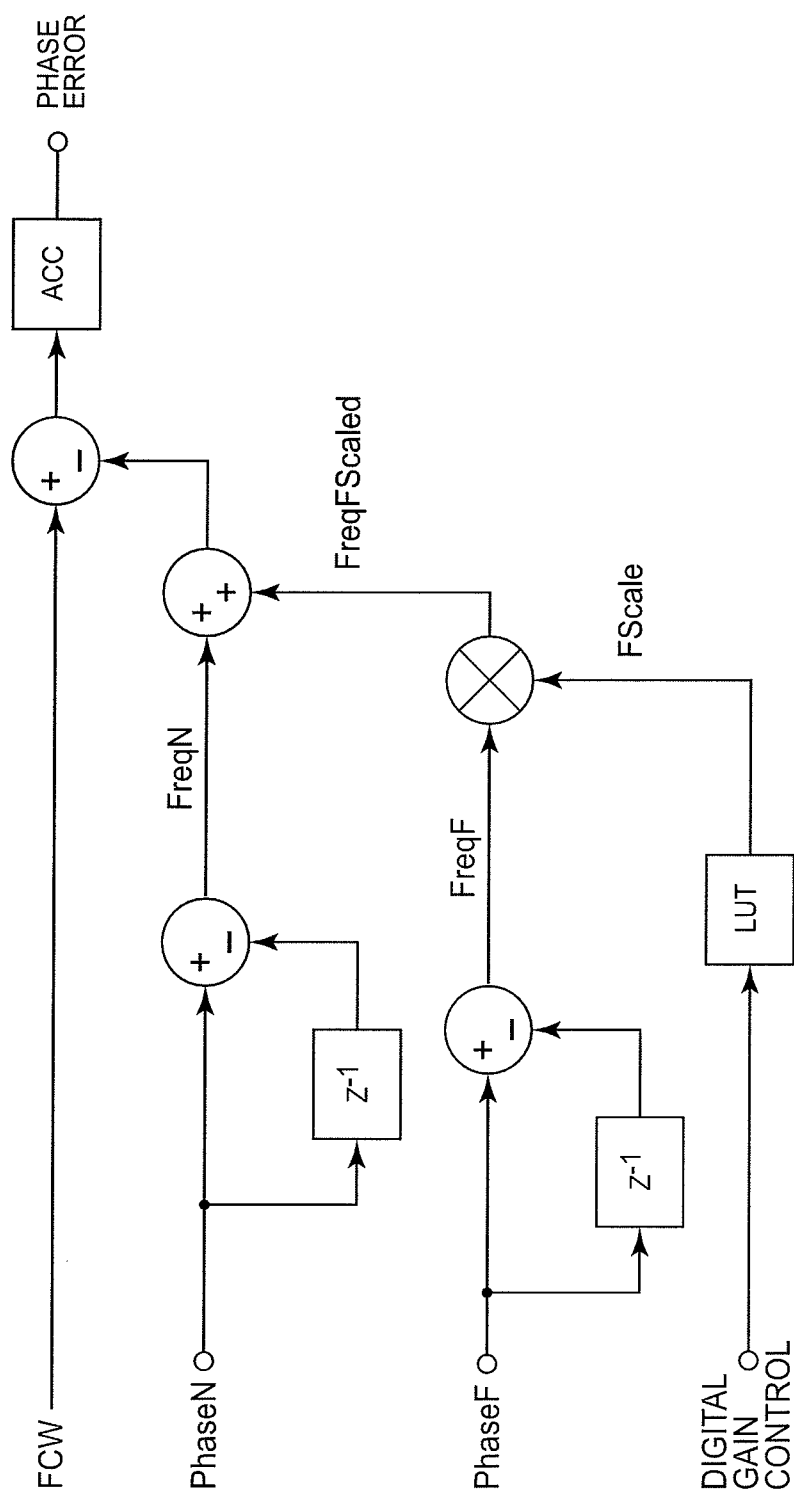 FCW
+
−
ACC
PHASE
ERROR
PhaseN
z-1
+
−
FreqN
+
+
PhaseF
z-1
+
−
FreqF
FreqFScaled
DIGITAL
GAIN
CONTROL
LUT
FScale